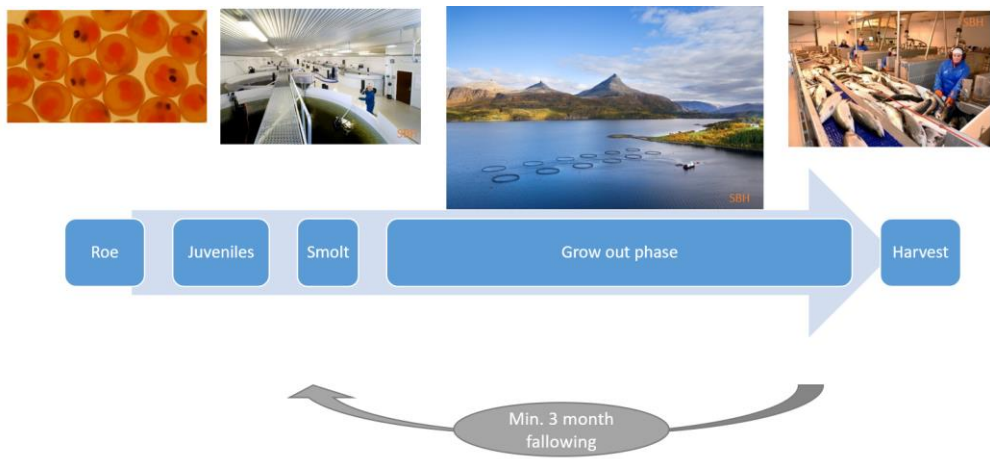 SBH
SBH
SBH
Roe
Juveniles
Smolt
Grow out phase
Harvest
Min. 3 month
fallowing